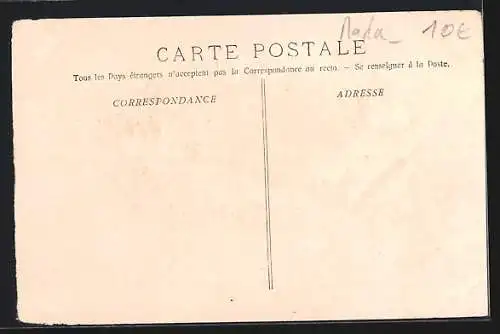 10€
CARTE POSTALE
Tous les Pays étrangers n'acceptent pas la Correspondance au recto. - Se renseigner à la Poste.
CORRESPONDANCE
ADRESSE